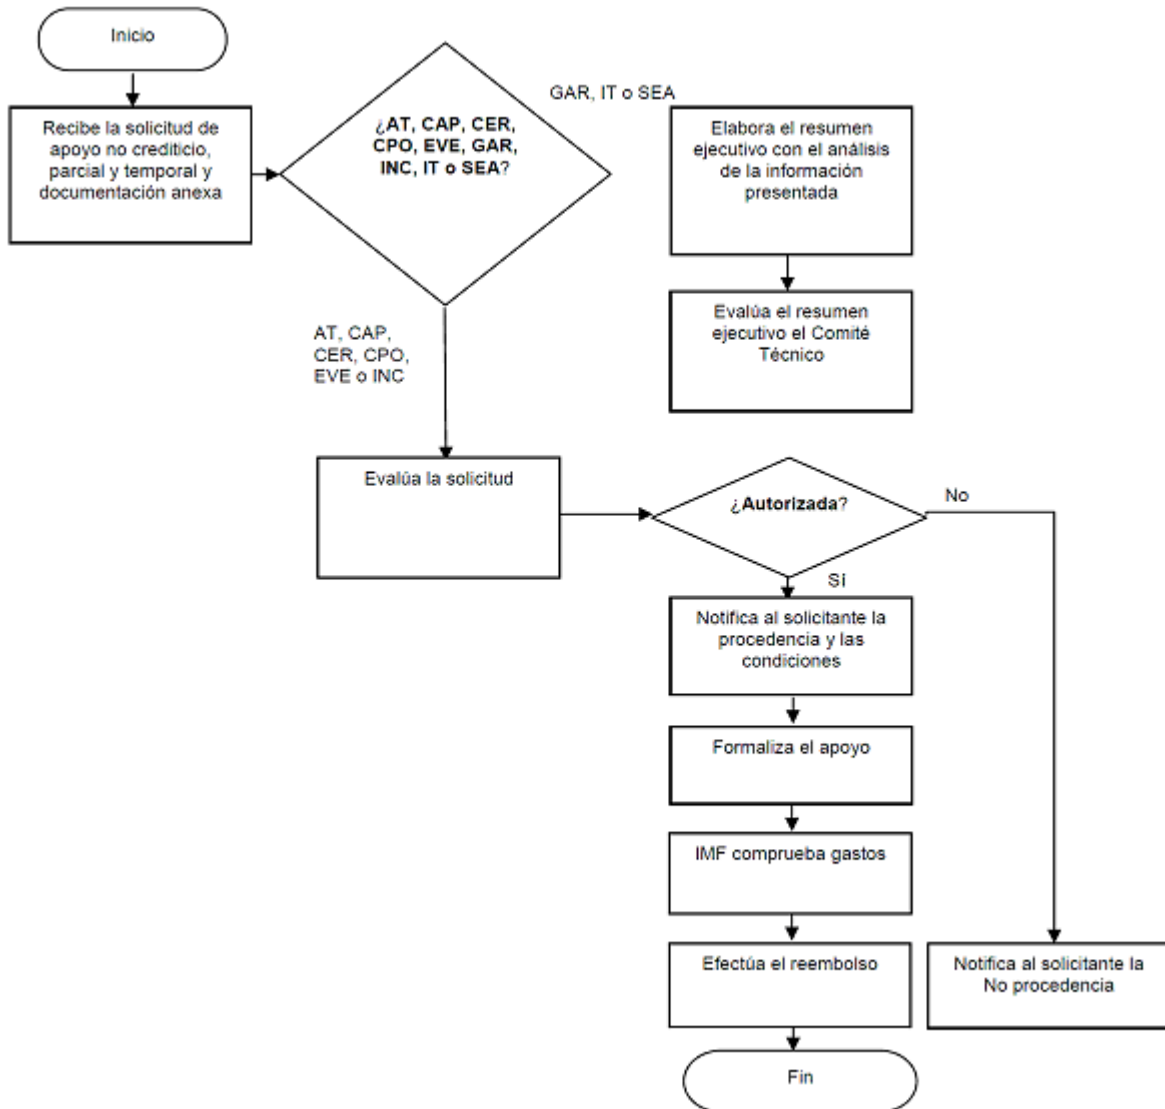 Inicio
Recibe la solicitud de
apoyo no crediticio,
parcial y temporal y
documentación anexa
¿AT, CAP, CER,
CPO, EVE, GAR,
INC, IT o SEA?
GAR, IT o SEA
Elabora el resumen
ejecutivo con el análisis
de la información
presentada
Evalúa el resumen
ejecutivo el Comité
Técnico
AT, CAP,
CER, CPO,
EVE o INC
Evalúa la solicitud
¿Autorizada?
No
Sí
Notifica al solicitante la
procedencia y las
condiciones
Formaliza el apoyo
IMF comprueba gastos
Efectúa el reembolso
Notifica al solicitante la
No procedencia
Fin